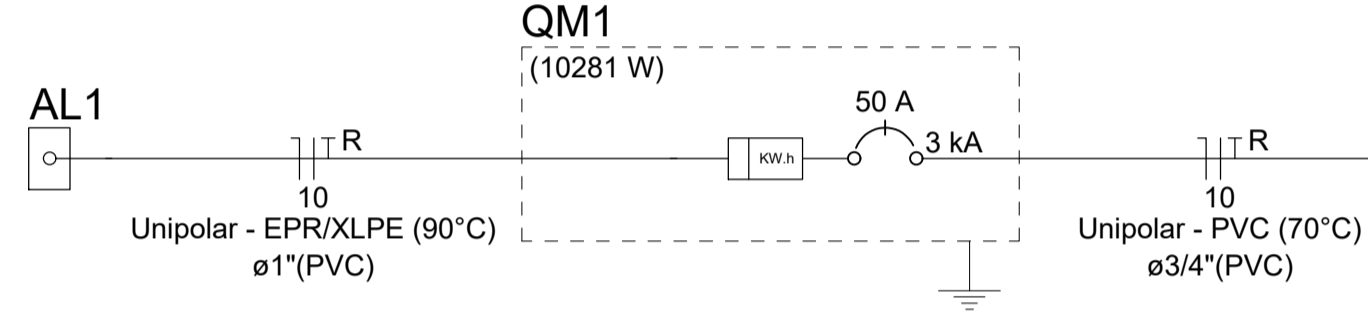 QM1
(10281 W)
AL1
R
10
Unipolar - EPR/XLPE (90°C)
ø1"(PVC)
KW.h
50 A
3 kA
R
10
Unipolar - PVC (70°C)
ø3/4"(PVC)